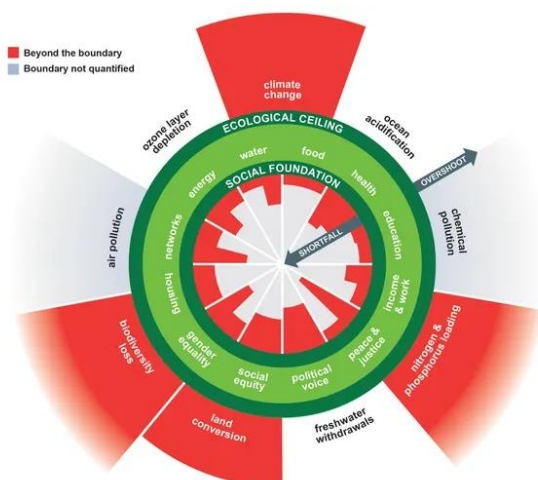 Beyond the boundary
Boundary not quantified
climate
change
ozone layer
depletion
ocean
acidification
ECOLOGICAL CEILING
OVERSHOOT
water
food
energy
health
SOCIAL FOUNDATION
SHORTFALL
networks
education
air pollution
chemical
pollution
housing
income
& work
gender
equality
peace &
justice
social
equity
political
voice
biodiversity
loss
nitrogen &
phosphorus loading
land
conversion
freshwater
withdrawals